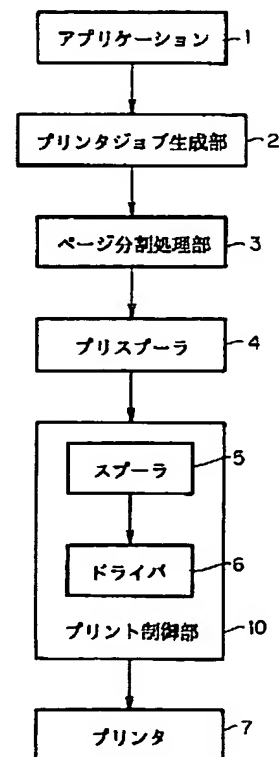 アプリケーション 1
プリンタジョブ生成部 2
ページ分割処理部 3
プリスプーラ 4
スプーラ 5
ドライバ 6
プリント制御部 10
プリンタ 7